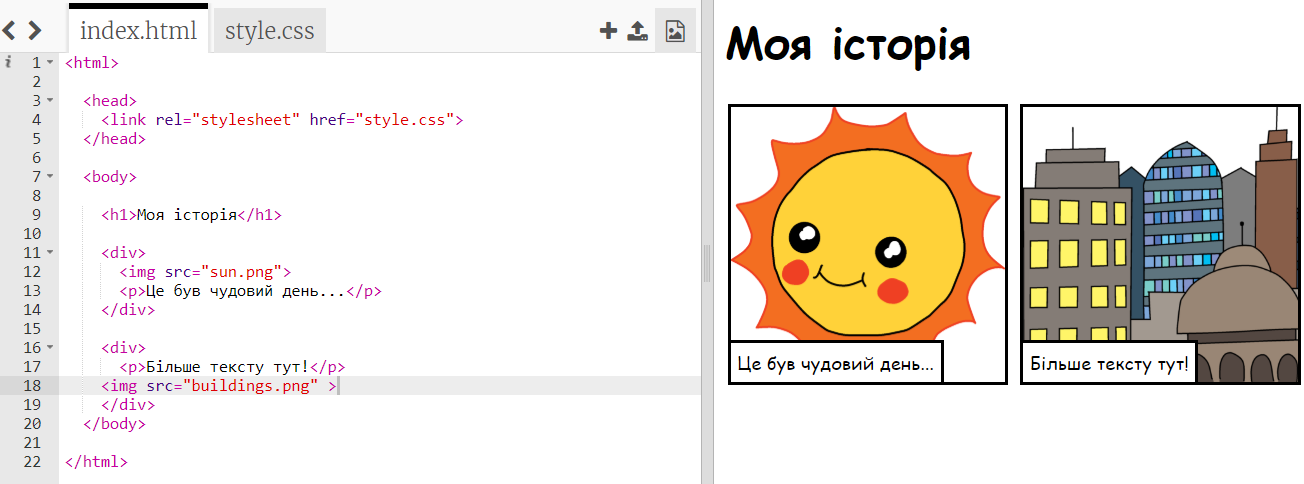 index.html style.css
1 <html>
2
3 <head>
4 <link rel="stylesheet" href="style.css">
5 </head>
6
7 <body>
8
9 <h1>Моя історія</h1>
10
11 <div>
12 <img src="sun.png">
13 <p>Це був чудовий день...</p>
14 </div>
15
16 <div>
17 <p>Більше тексту тут!</p>
18 <img src="buildings.png" >
19 </div>
20 </body>
21
22 </html>
Моя історія
Це був чудовий день...
Більше тексту тут!